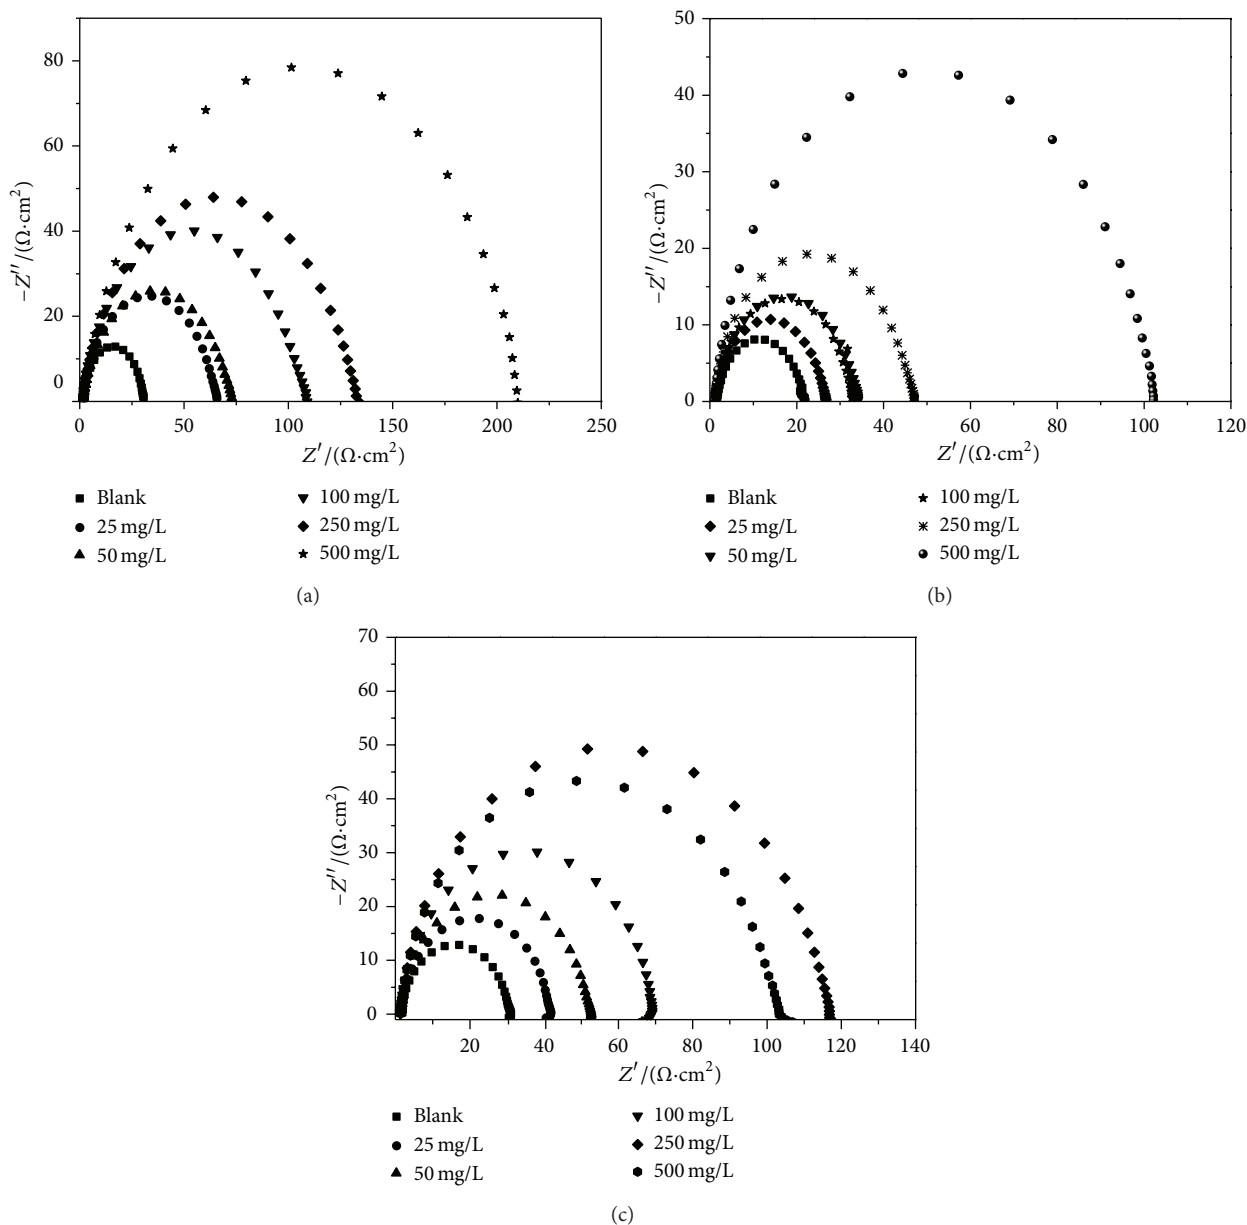 80
60
40
20
0
−Z″/(Ω·cm²)
0 50 100 150 200 250
Z′/(Ω·cm²)
Blank
25 mg/L
50 mg/L
100 mg/L
250 mg/L
500 mg/L
(a)
50
40
30
20
10
0
−Z″/(Ω·cm²)
0 20 40 60 80 100 120
Z′/(Ω·cm²)
Blank
25 mg/L
50 mg/L
100 mg/L
250 mg/L
500 mg/L
(b)
70
60
50
40
30
20
10
0
−Z″/(Ω·cm²)
20 40 60 80 100 120 140
Z′/(Ω·cm²)
Blank
25 mg/L
50 mg/L
100 mg/L
250 mg/L
500 mg/L
(c)